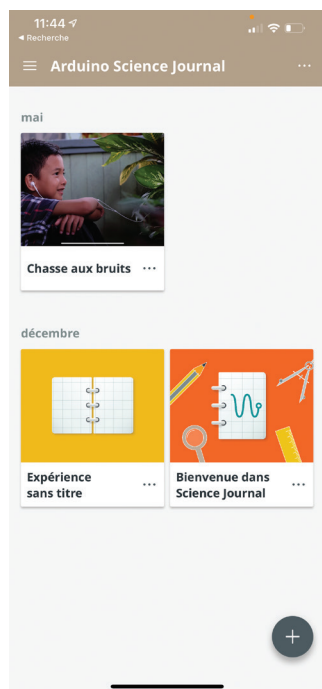 11:44
Recherche
Arduino Science Journal
mai
Chasse aux bruits
décembre
Expérience
sans titre
Bienvenue dans
Science Journal